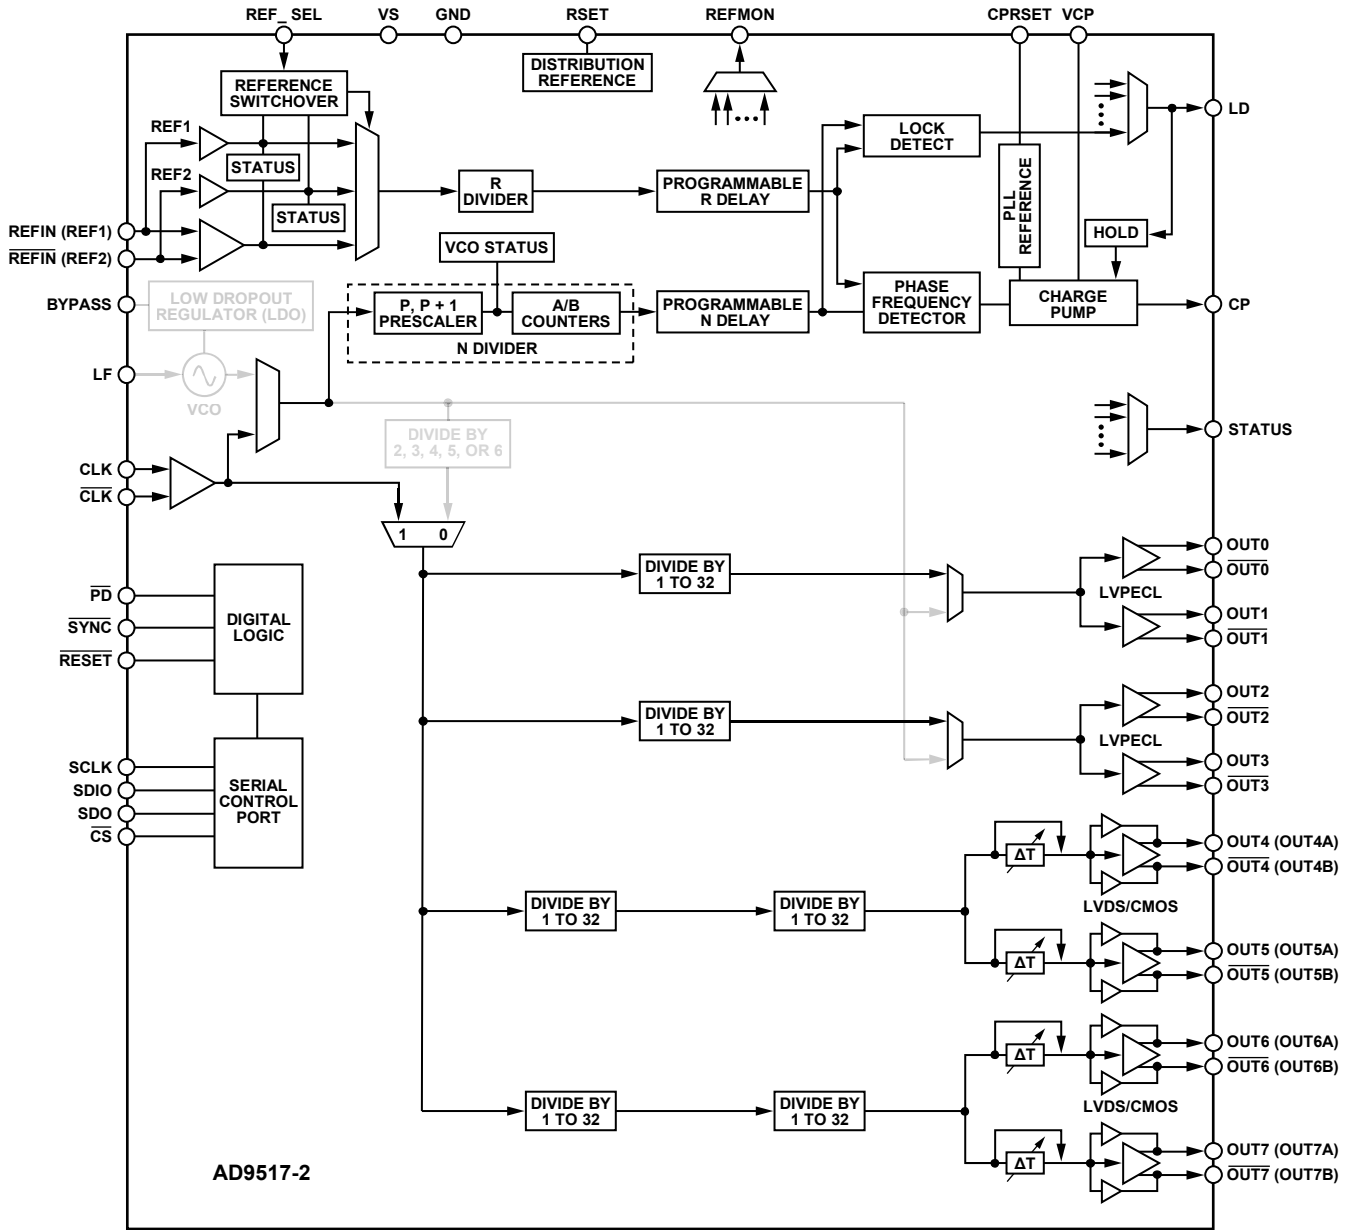 REF_ SEL
VS
GND
RSET
REFMON
CPRSET
VCP
DISTRIBUTION
REFERENCE
REFERENCE
SWITCHOVER
REF1
STATUS
REF2
STATUS
REFIN (REF1)
REFIN (REF2)
BYPASS
LF
R
DIVIDER
PROGRAMMABLE
R DELAY
LOCK
DETECT
LD
PLL
REFERENCE
HOLD
VCO STATUS
LOW DROPOUT
REGULATOR (LDO)
P, P + 1
PRESCALER
A/B
COUNTERS
N DIVIDER
PROGRAMMABLE
N DELAY
PHASE
FREQUENCY
DETECTOR
CHARGE
PUMP
CP
VCO
DIVIDE BY
2, 3, 4, 5, OR 6
STATUS
CLK
CLK
1 0
DIVIDE BY
1 TO 32
LVPECL
OUT0
OUT0
OUT1
OUT1
PD
SYNC
RESET
DIGITAL
LOGIC
DIVIDE BY
1 TO 32
LVPECL
OUT2
OUT2
OUT3
OUT3
SCLK
SDIO
SDO
CS
SERIAL
CONTROL
PORT
DIVIDE BY
1 TO 32
DIVIDE BY
1 TO 32
ΔT
OUT4 (OUT4A)
OUT4 (OUT4B)
LVDS/CMOS
ΔT
OUT5 (OUT5A)
OUT5 (OUT5B)
DIVIDE BY
1 TO 32
DIVIDE BY
1 TO 32
ΔT
OUT6 (OUT6A)
OUT6 (OUT6B)
LVDS/CMOS
ΔT
OUT7 (OUT7A)
OUT7 (OUT7B)
AD9517-2